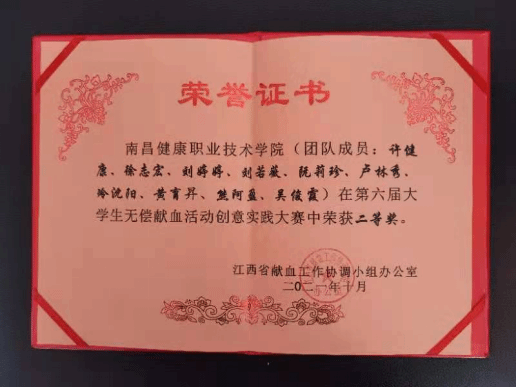 荣誉证书
南昌健康职业技术学院（团队成员：许健
康、徐志宏、刘婷婷、刘若薇、阮莉珍、卢林秀、
冷沈阳、黄育昇、熊阿盈、吴俊霞）在第六届大
学生无偿献血活动创意实践大赛中荣获二等奖。
江西省献血工作协调小组办公室
二〇二一年十月